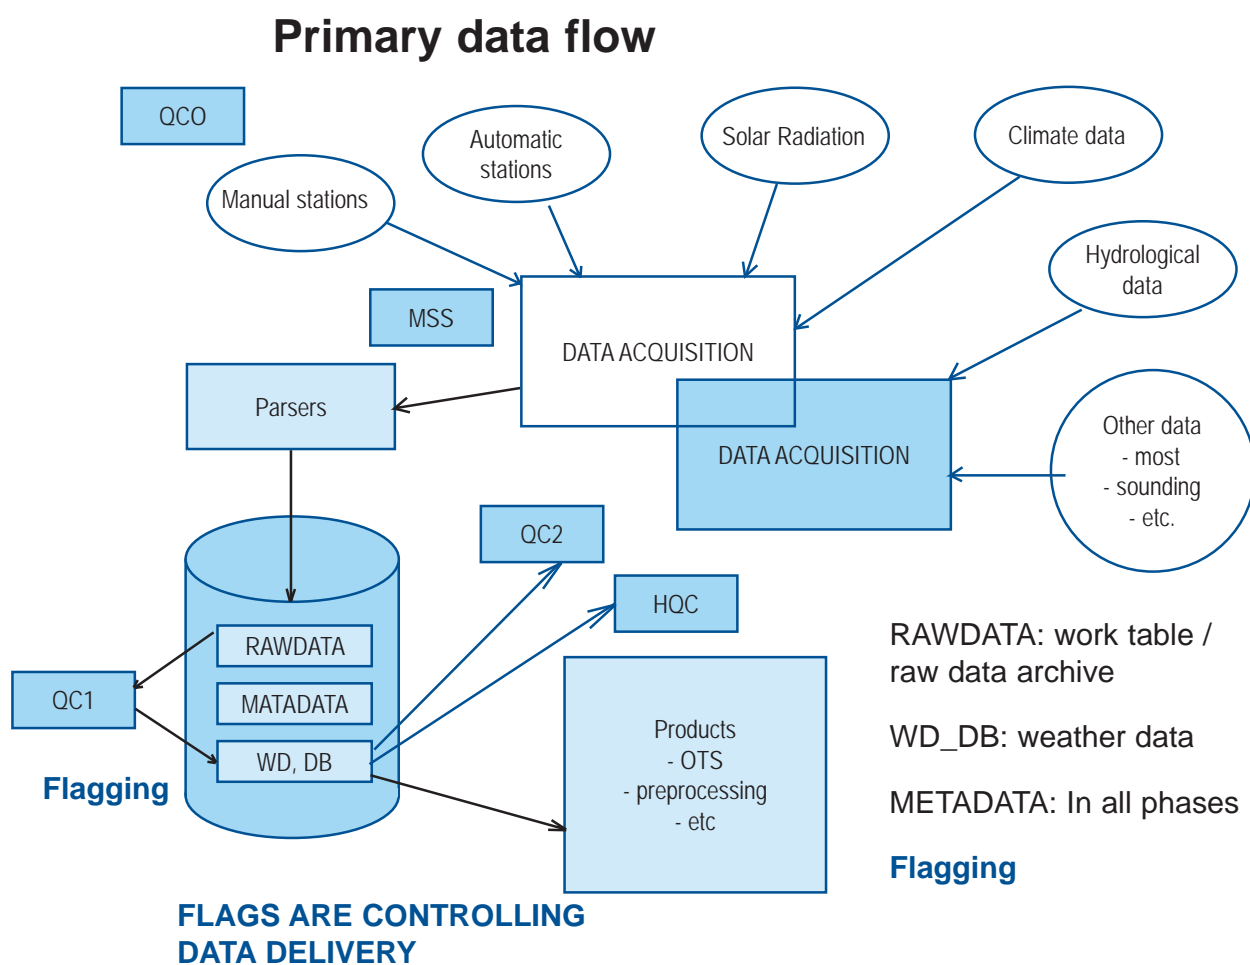 Primary data flow
QCO
Automatic
stations
Solar Radiation
Climate data
Manual stations
Hydrological
data
MSS
DATA ACQUISITION
Parsers
DATA ACQUISITION
Other data
- most
- sounding
- etc.
QC2
HQC
RAWDATA
QC1
MATADATA
WD, DB
Flagging
Products
- OTS
- preprocessing
- etc
RAWDATA: work table /
raw data archive
WD_DB: weather data
METADATA: In all phases
Flagging
FLAGS ARE CONTROLLING
DATA DELIVERY